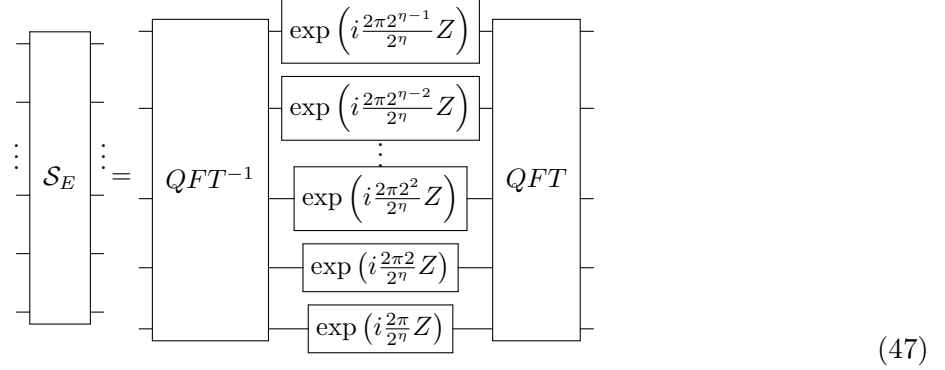 exp(i 2π2^{η−1}/2^η Z)
exp(i 2π2^{η−2}/2^η Z)
⋮ ⋮ ⋮
𝒮_E = QFT^{−1} exp(i 2π2^2/2^η Z) QFT
exp(i 2π2/2^η Z)
exp(i 2π/2^η Z)
(47)